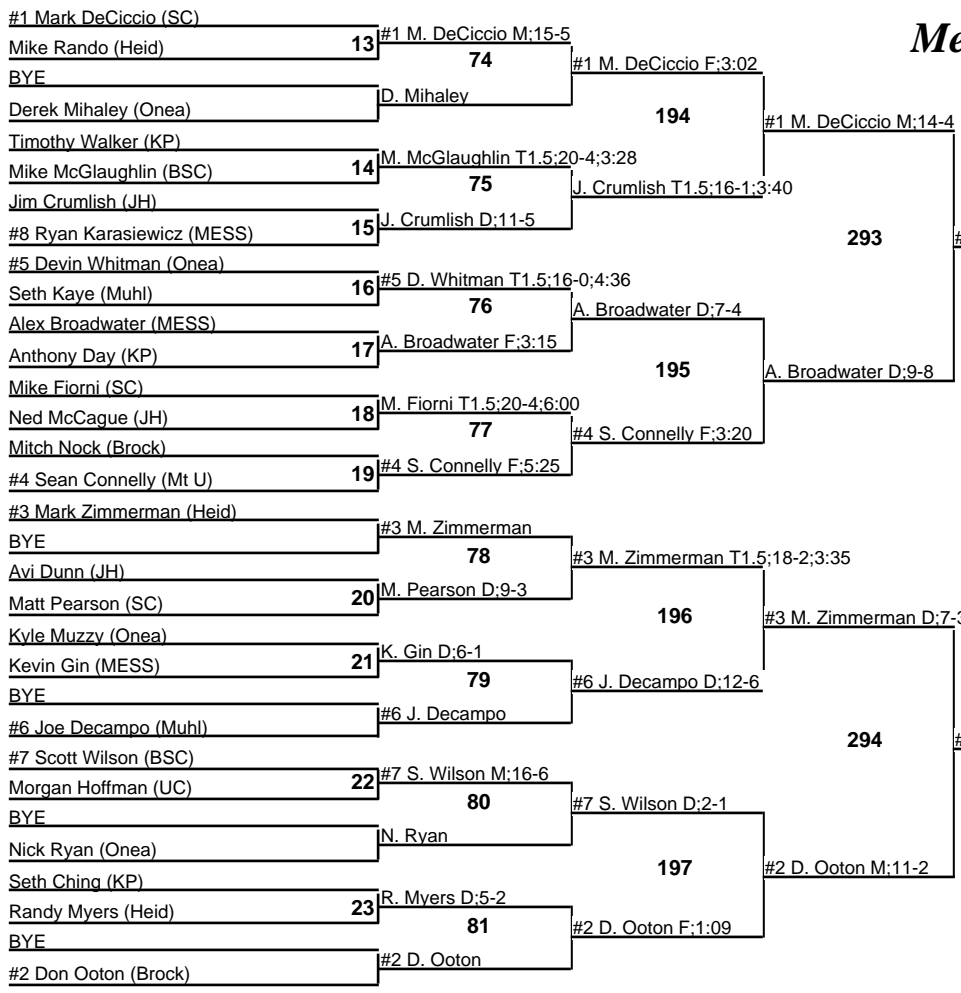 #1 Mark DeCiccio (SC)
Mike Rando (Heid)
BYE
Derek Mihaley (Onea)
Timothy Walker (KP)
Mike McGlaughlin (BSC)
Jim Crumlish (JH)
#8 Ryan Karasiewicz (MESS)
#5 Devin Whitman (Onea)
Seth Kaye (Muhl)
Alex Broadwater (MESS)
Anthony Day (KP)
Mike Fiorni (SC)
Ned McCague (JH)
Mitch Nock (Brock)
#4 Sean Connelly (Mt U)
#3 Mark Zimmerman (Heid)
BYE
Avi Dunn (JH)
Matt Pearson (SC)
Kyle Muzzy (Onea)
Kevin Gin (MESS)
BYE
#6 Joe Decampo (Muhl)
#7 Scott Wilson (BSC)
Morgan Hoffman (UC)
BYE
Nick Ryan (Onea)
Seth Ching (KP)
Randy Myers (Heid)
BYE
#2 Don Ooton (Brock)
13
14
15
16
17
18
19
20
21
22
23
#1 M. DeCiccio M;15-5
74
D. Mihaley
M. McGlaughlin T1.5;20-4;3:28
75
J. Crumlish D;11-5
#5 D. Whitman T1.5;16-0;4:36
76
A. Broadwater F;3:15
M. Fiorni T1.5;20-4;6:00
77
#4 S. Connelly F;5:25
#3 M. Zimmerman
78
M. Pearson D;9-3
K. Gin D;6-1
79
#6 J. Decampo
#7 S. Wilson M;16-6
80
N. Ryan
R. Myers D;5-2
81
#2 D. Ooton
#1 M. DeCiccio F;3:02
194
J. Crumlish T1.5;16-1;3:40
A. Broadwater D;7-4
195
#4 S. Connelly F;3:20
#3 M. Zimmerman T1.5;18-2;3:35
196
#6 J. Decampo D;12-6
#7 S. Wilson D;2-1
197
#2 D. Ooton F;1:09
Me
#1 M. DeCiccio M;14-4
293
A. Broadwater D;9-8
#3 M. Zimmerman D;7-3
294
#2 D. Ooton M;11-2
#
#